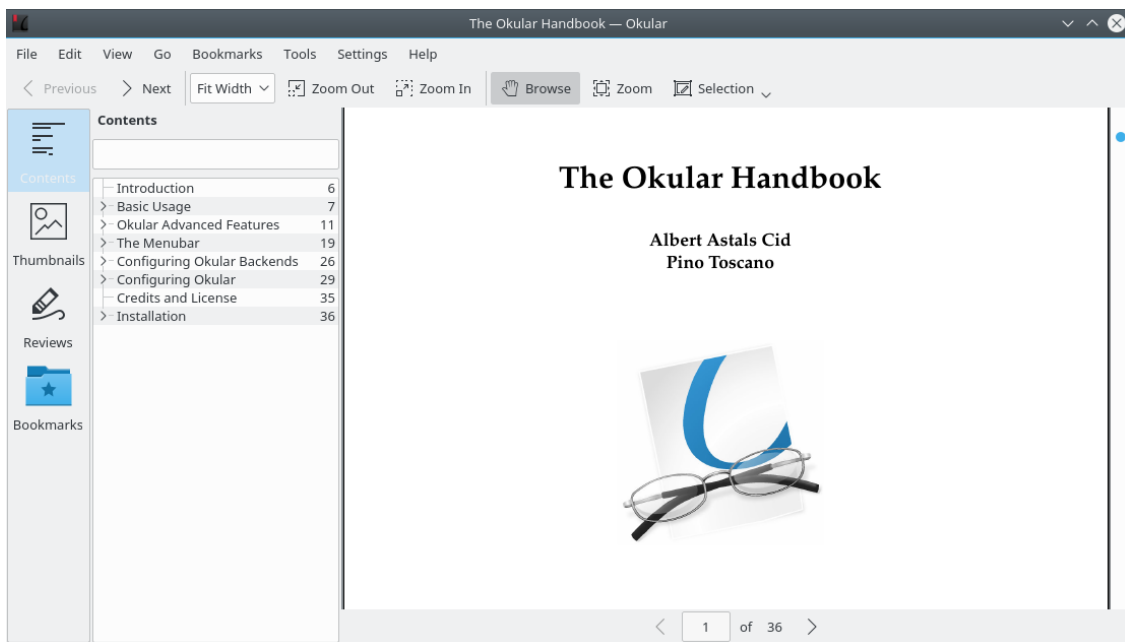 The Okular Handbook — Okular
File Edit View Go Bookmarks Tools Settings Help
Previous Next Fit Width Zoom Out Zoom In Browse Zoom Selection
Contents
Contents
Thumbnails
Reviews
Bookmarks
Introduction 6
Basic Usage 7
Okular Advanced Features 11
The Menubar 19
Configuring Okular Backends 26
Configuring Okular 29
Credits and License 35
Installation 36
The Okular Handbook
Albert Astals Cid
Pino Toscano
1 of 36